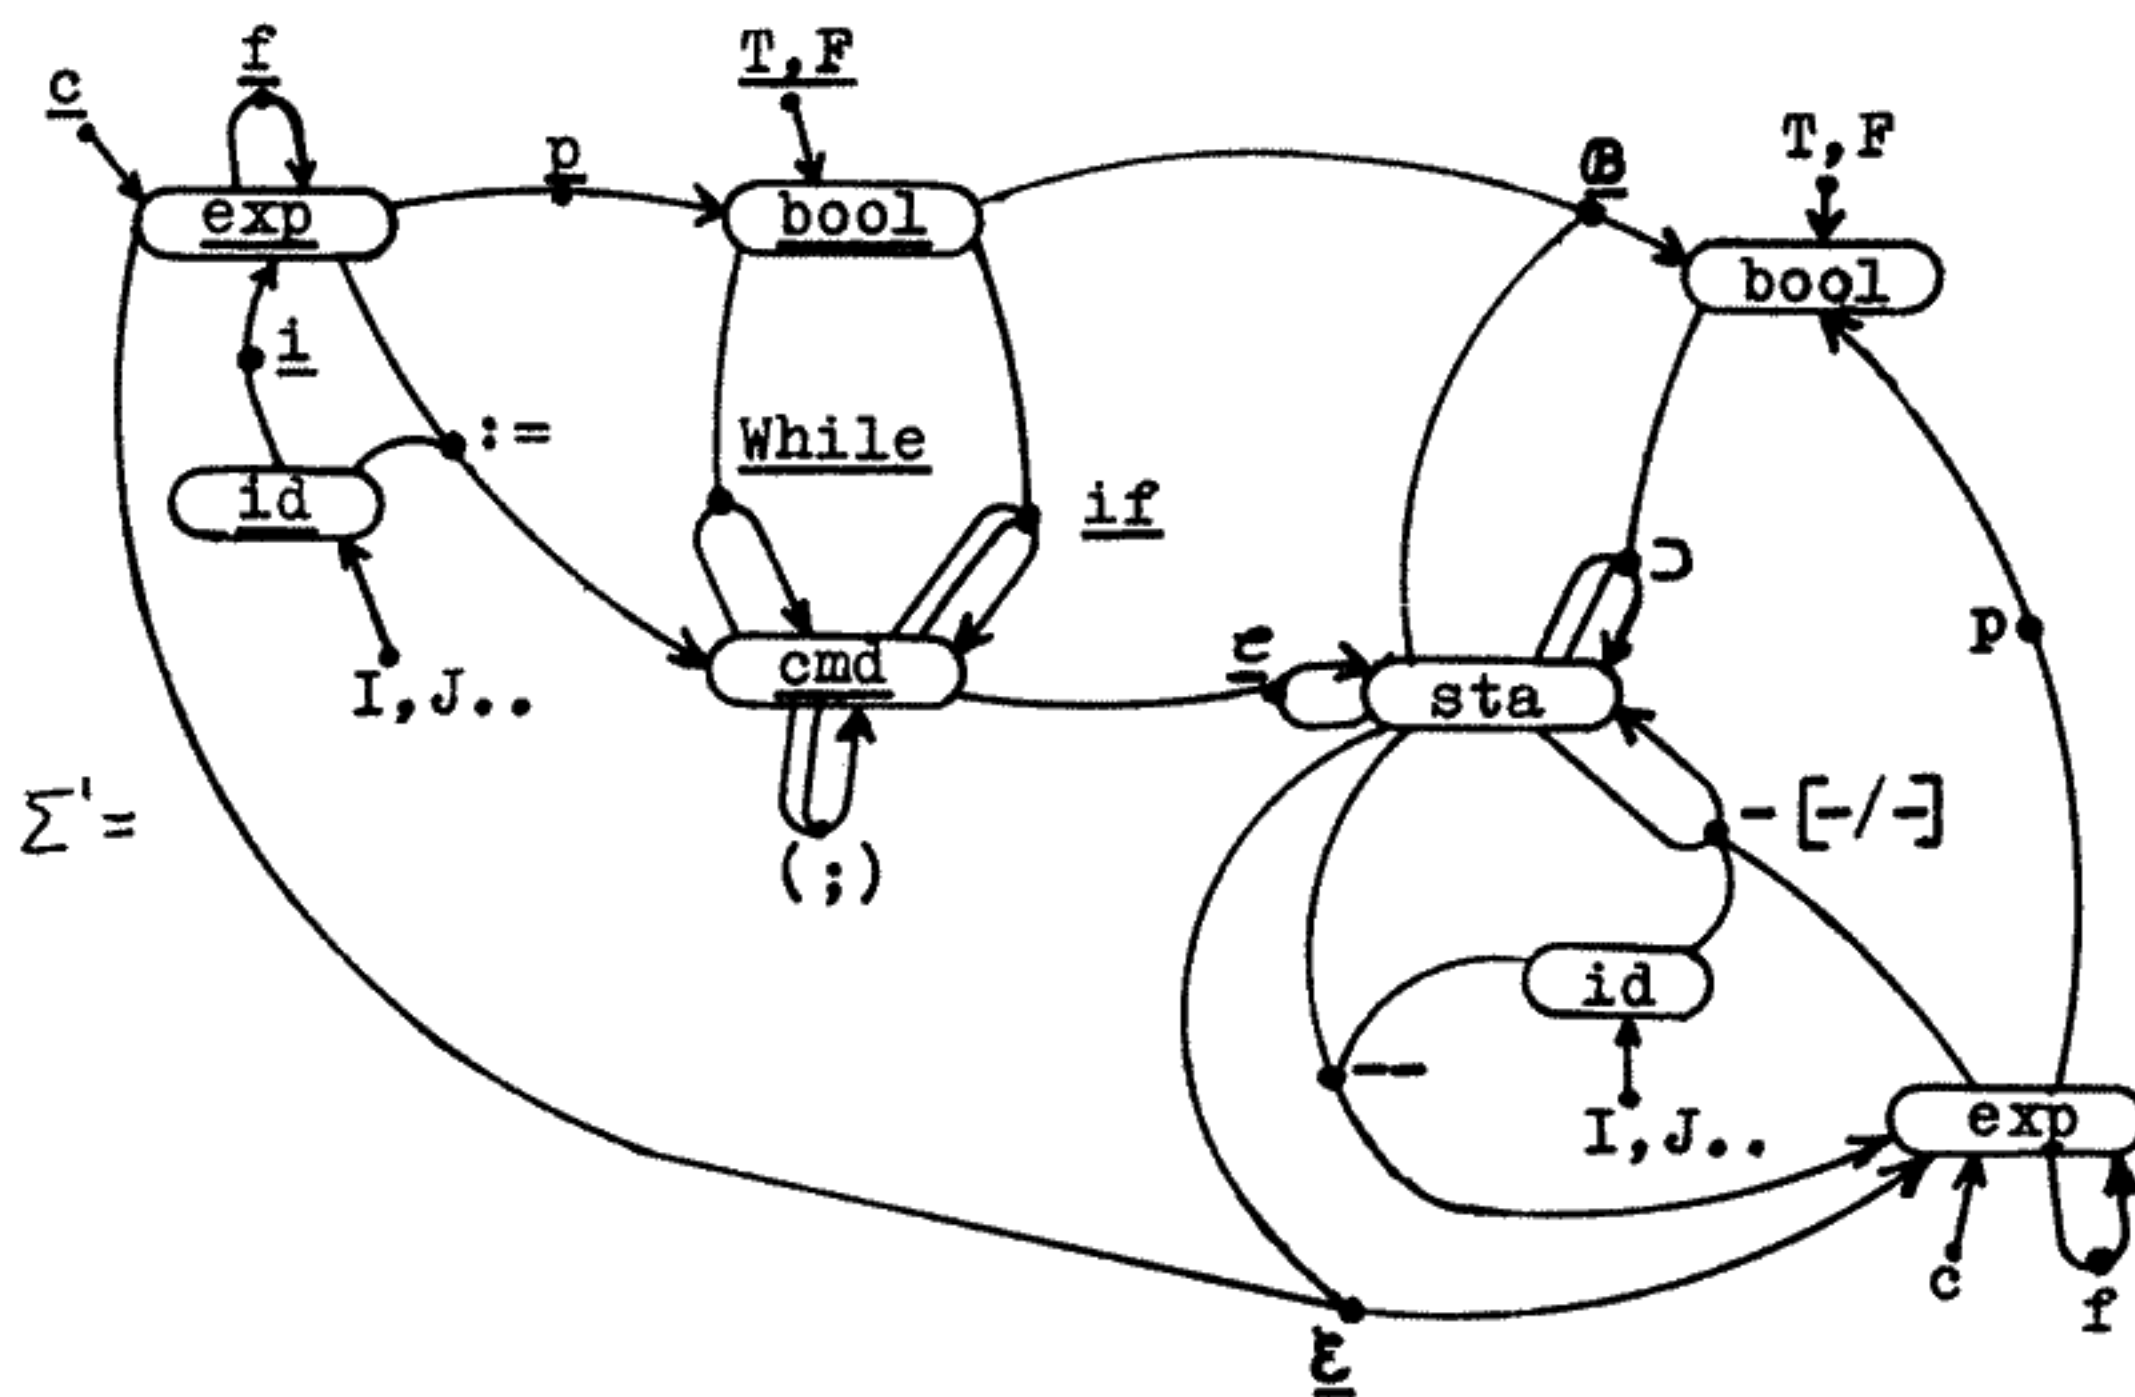 f
T,F
c
p
B
T,F
exp
bool
bool
i
:=
While
id
if
⊃
p
cmd
I,J..
sta
Σ'=
-[-/-]
(;)
id
--
I,J..
exp
c
f
ℰ